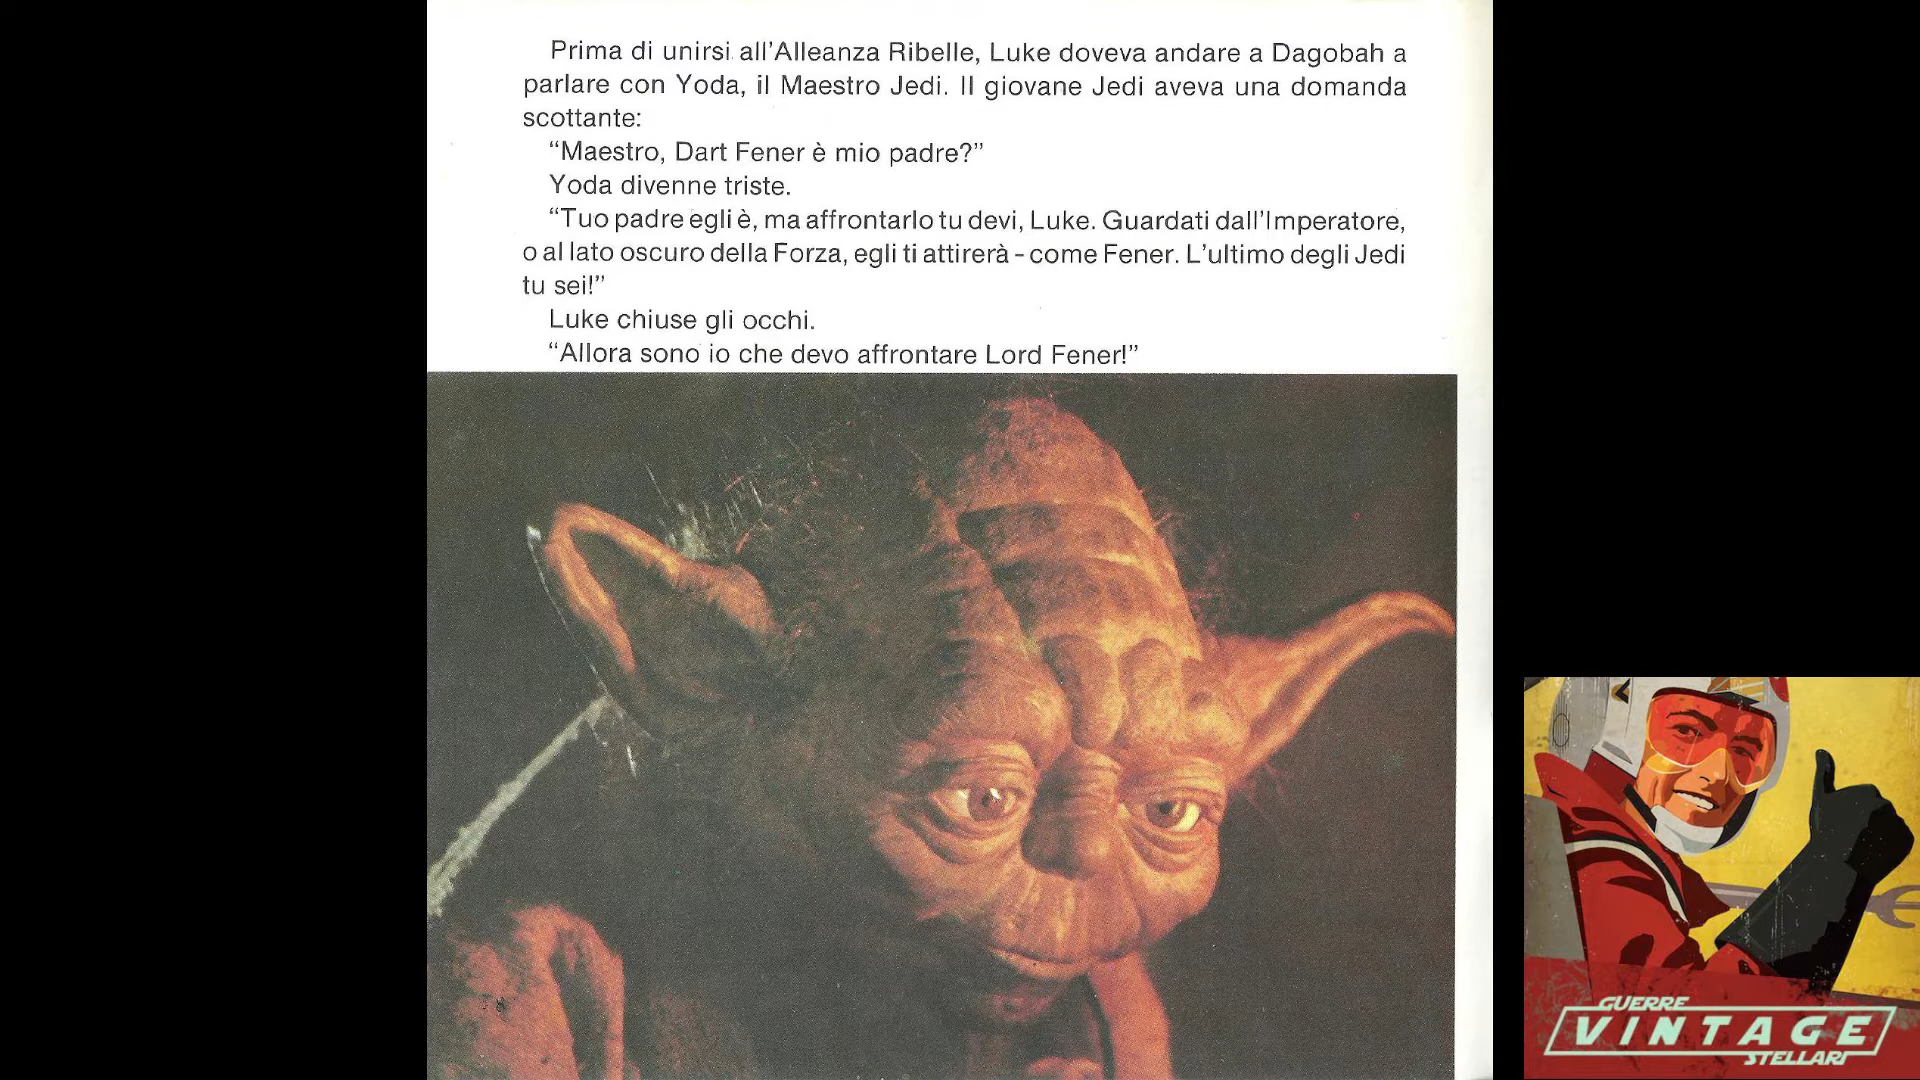 Prima di unirsi all'Alleanza Ribelle, Luke doveva andare a Dagobah a
parlare con Yoda, il Maestro Jedi. Il giovane Jedi aveva una domanda
scottante:
“Maestro, Dart Fener è mio padre?”
Yoda divenne triste.
“Tuo padre egli è, ma affrontarlo tu devi, Luke. Guardati dall'Imperatore,
o al lato oscuro della Forza, egli ti attirerà - come Fener. L'ultimo degli Jedi
tu sei!”
Luke chiuse gli occhi.
“Allora sono io che devo affrontare Lord Fener!”
GUERRE
VINTAGE
STELLARI